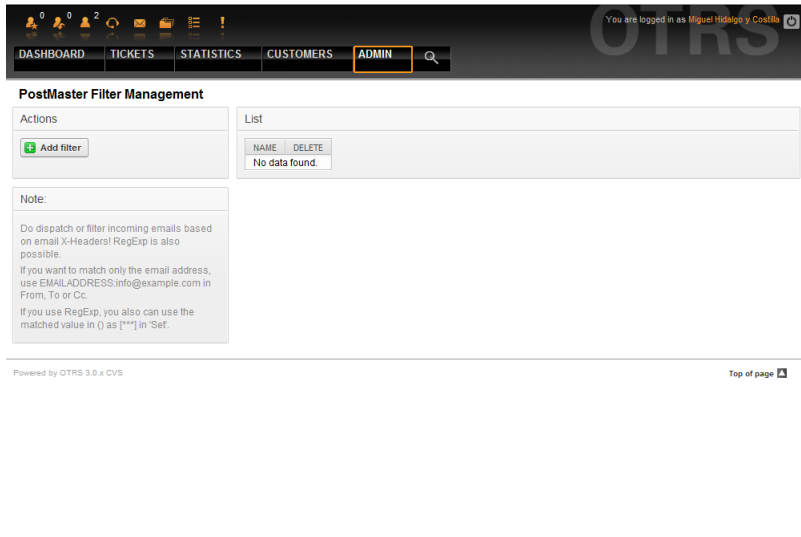 0 0 2
You are logged in as Miguel Hidalgo y Costilla
OTRS
DASHBOARD TICKETS STATISTICS CUSTOMERS ADMIN
PostMaster Filter Management
Actions
Add filter
List
NAME DELETE
No data found.
Note:
Do dispatch or filter incoming emails based
on email X-Headers! RegExp is also
possible.
If you want to match only the email address,
use EMAILADDRESS:info@example.com in
From, To or Cc.
If you use RegExp, you also can use the
matched value in () as [***] in 'Set'.
Powered by OTRS 3.0.x CVS
Top of page